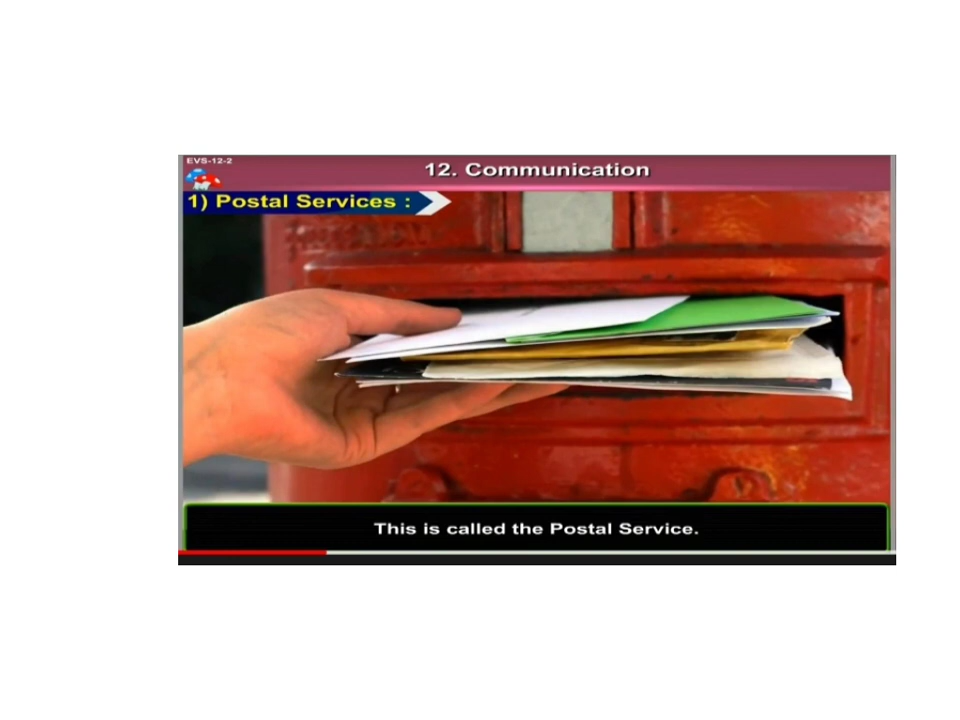 EVS-12-2
12. Communication
1) Postal Services :
This is called the Postal Service.